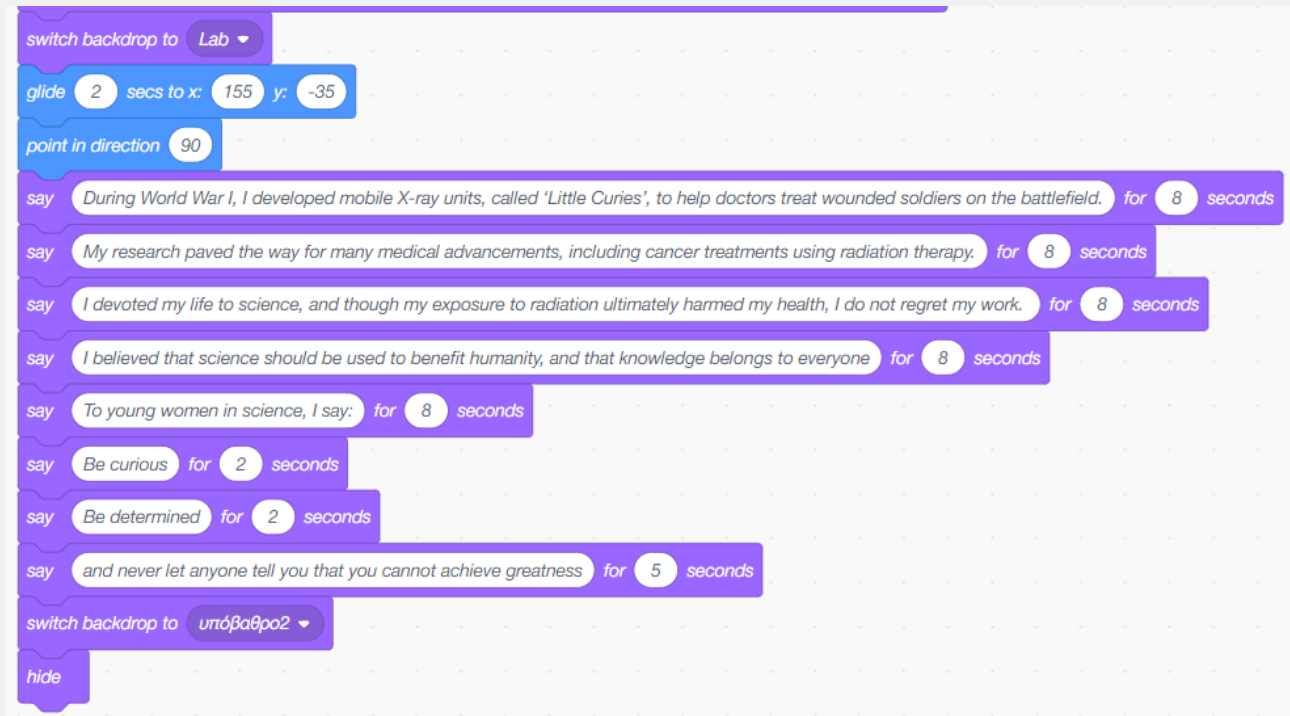 switch backdrop to Lab
glide 2 secs to x: 155 y: -35
point in direction 90
say During World War I, I developed mobile X-ray units, called ‘Little Curies’, to help doctors treat wounded soldiers on the battlefield. for 8 seconds
say My research paved the way for many medical advancements, including cancer treatments using radiation therapy. for 8 seconds
say I devoted my life to science, and though my exposure to radiation ultimately harmed my health, I do not regret my work. for 8 seconds
say I believed that science should be used to benefit humanity, and that knowledge belongs to everyone for 8 seconds
say To young women in science, I say: for 8 seconds
say Be curious for 2 seconds
say Be determined for 2 seconds
say and never let anyone tell you that you cannot achieve greatness for 5 seconds
switch backdrop to υπόβαθρο2
hide